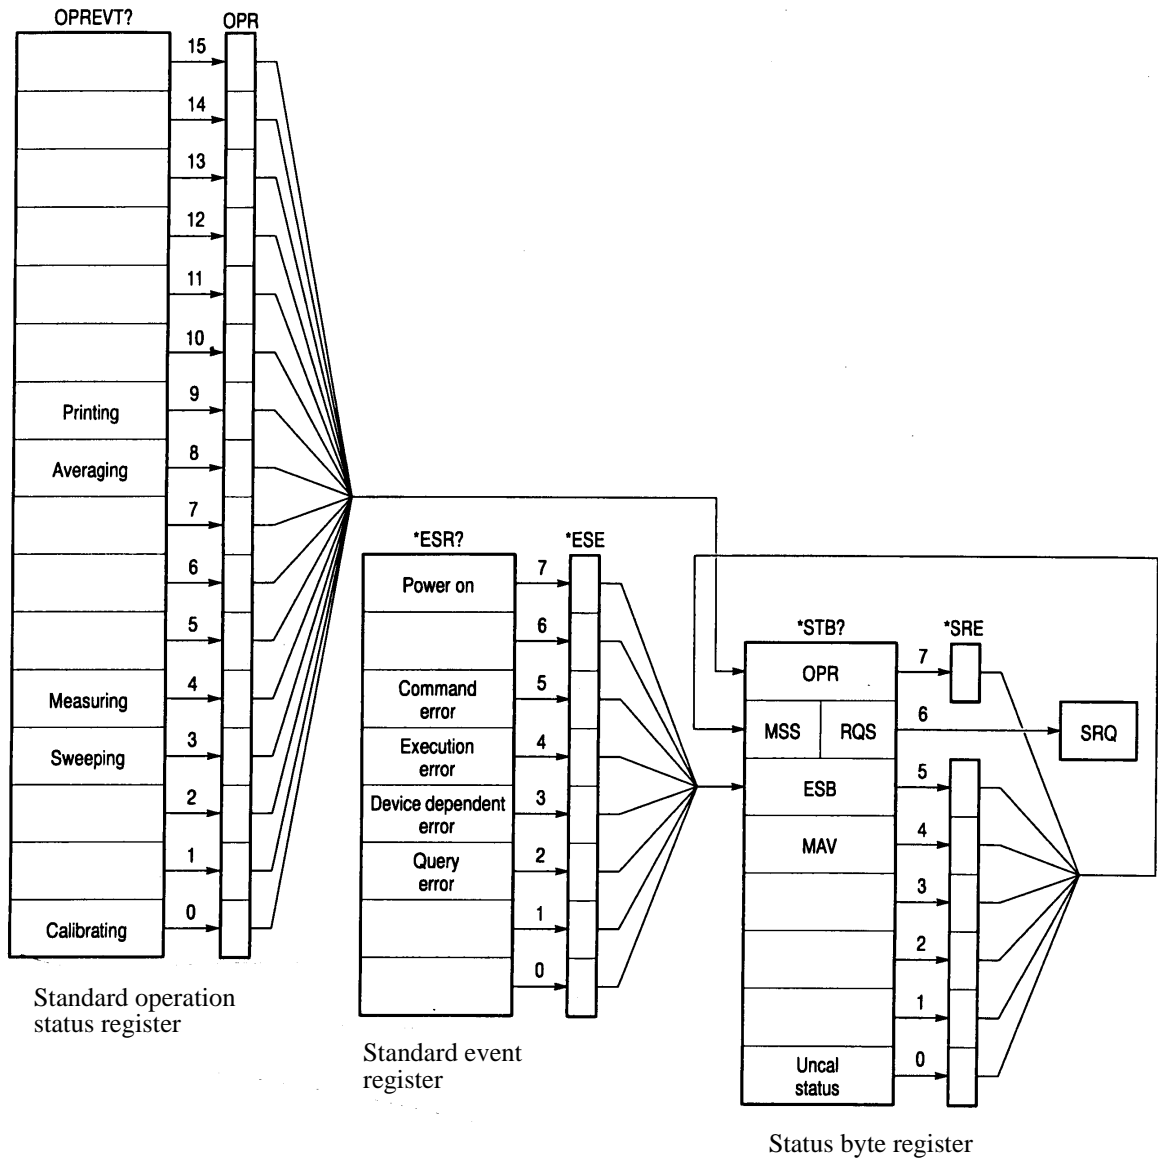 OPREVT?
OPR
15
14
13
12
11
10
Printing
9
Averaging
8
7
6
5
Measuring
4
Sweeping
3
2
1
Calibrating
0
Standard operation
status register
*ESR?
*ESE
Power on
7
6
Command
error
5
Execution
error
4
Device dependent
error
3
Query
error
2
1
0
Standard event
register
*STB?
*SRE
OPR
7
MSS
RQS
6
SRQ
ESB
5
MAV
4
3
2
1
Uncal
status
0
Status byte register